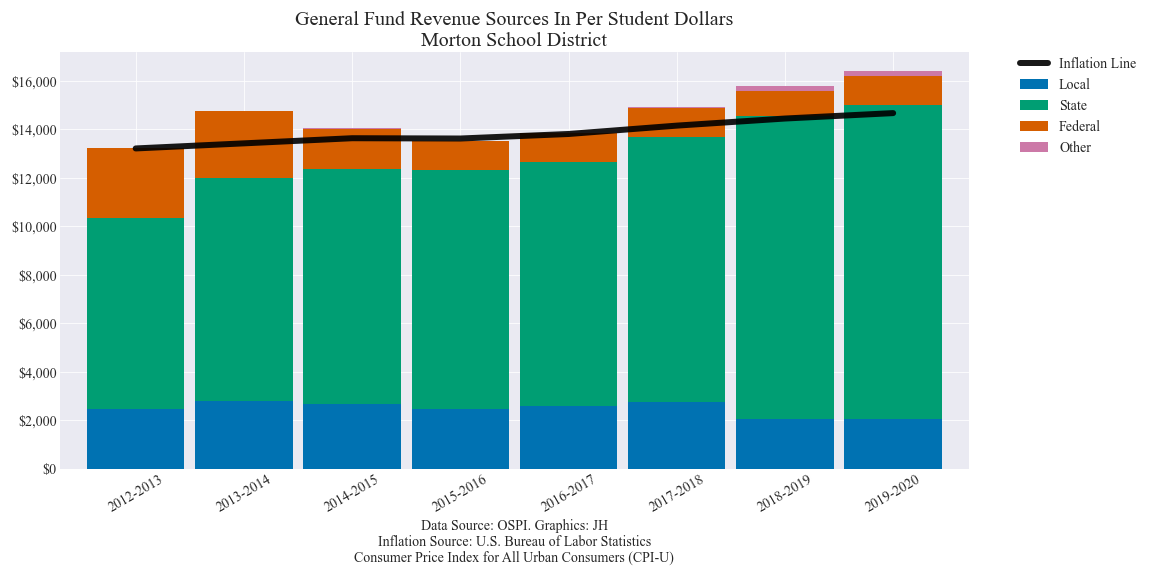 General Fund Revenue Sources In Per Student Dollars
Morton School District
Inflation Line
Local
State
Federal
Other
$16,000
$14,000
$12,000
$10,000
$8,000
$6,000
$4,000
$2,000
$0
2012-2013
2013-2014
2014-2015
2015-2016
2016-2017
2017-2018
2018-2019
2019-2020
Data Source: OSPI. Graphics: JH
Inflation Source: U.S. Bureau of Labor Statistics
Consumer Price Index for All Urban Consumers (CPI-U)